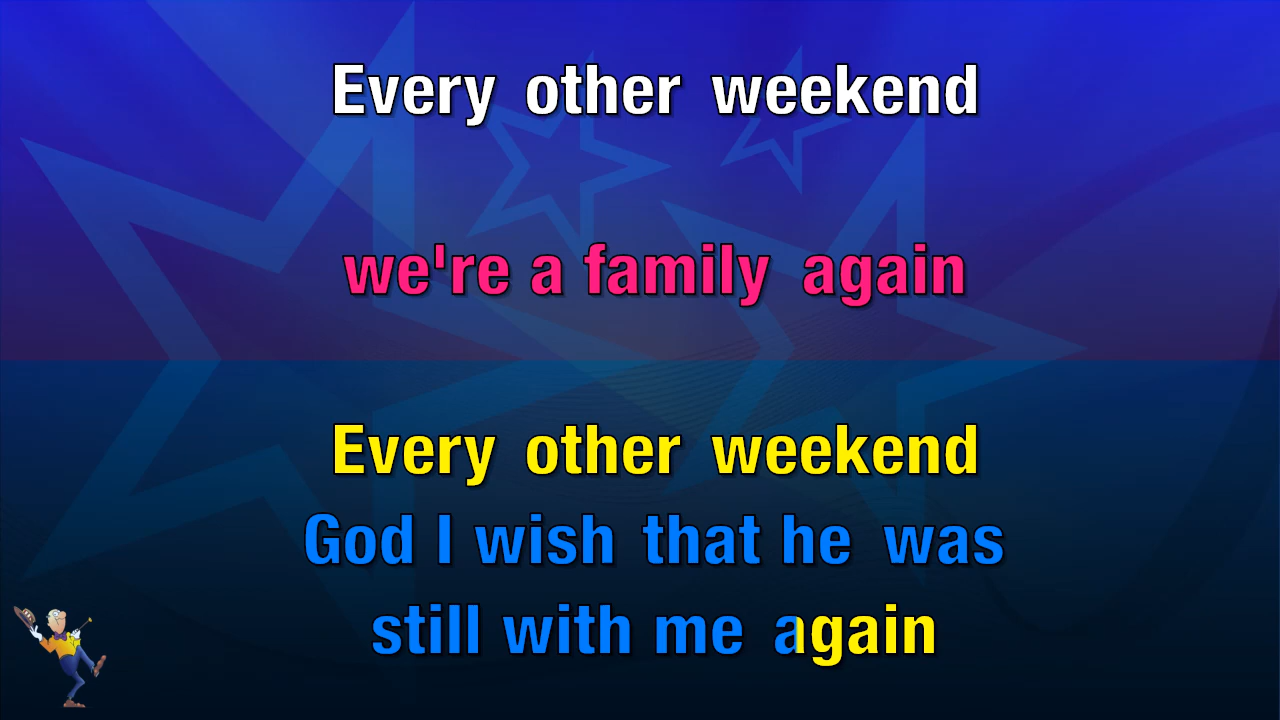 Every other weekend
we're a family again
Every other weekend
God I wish that he was
still with me again